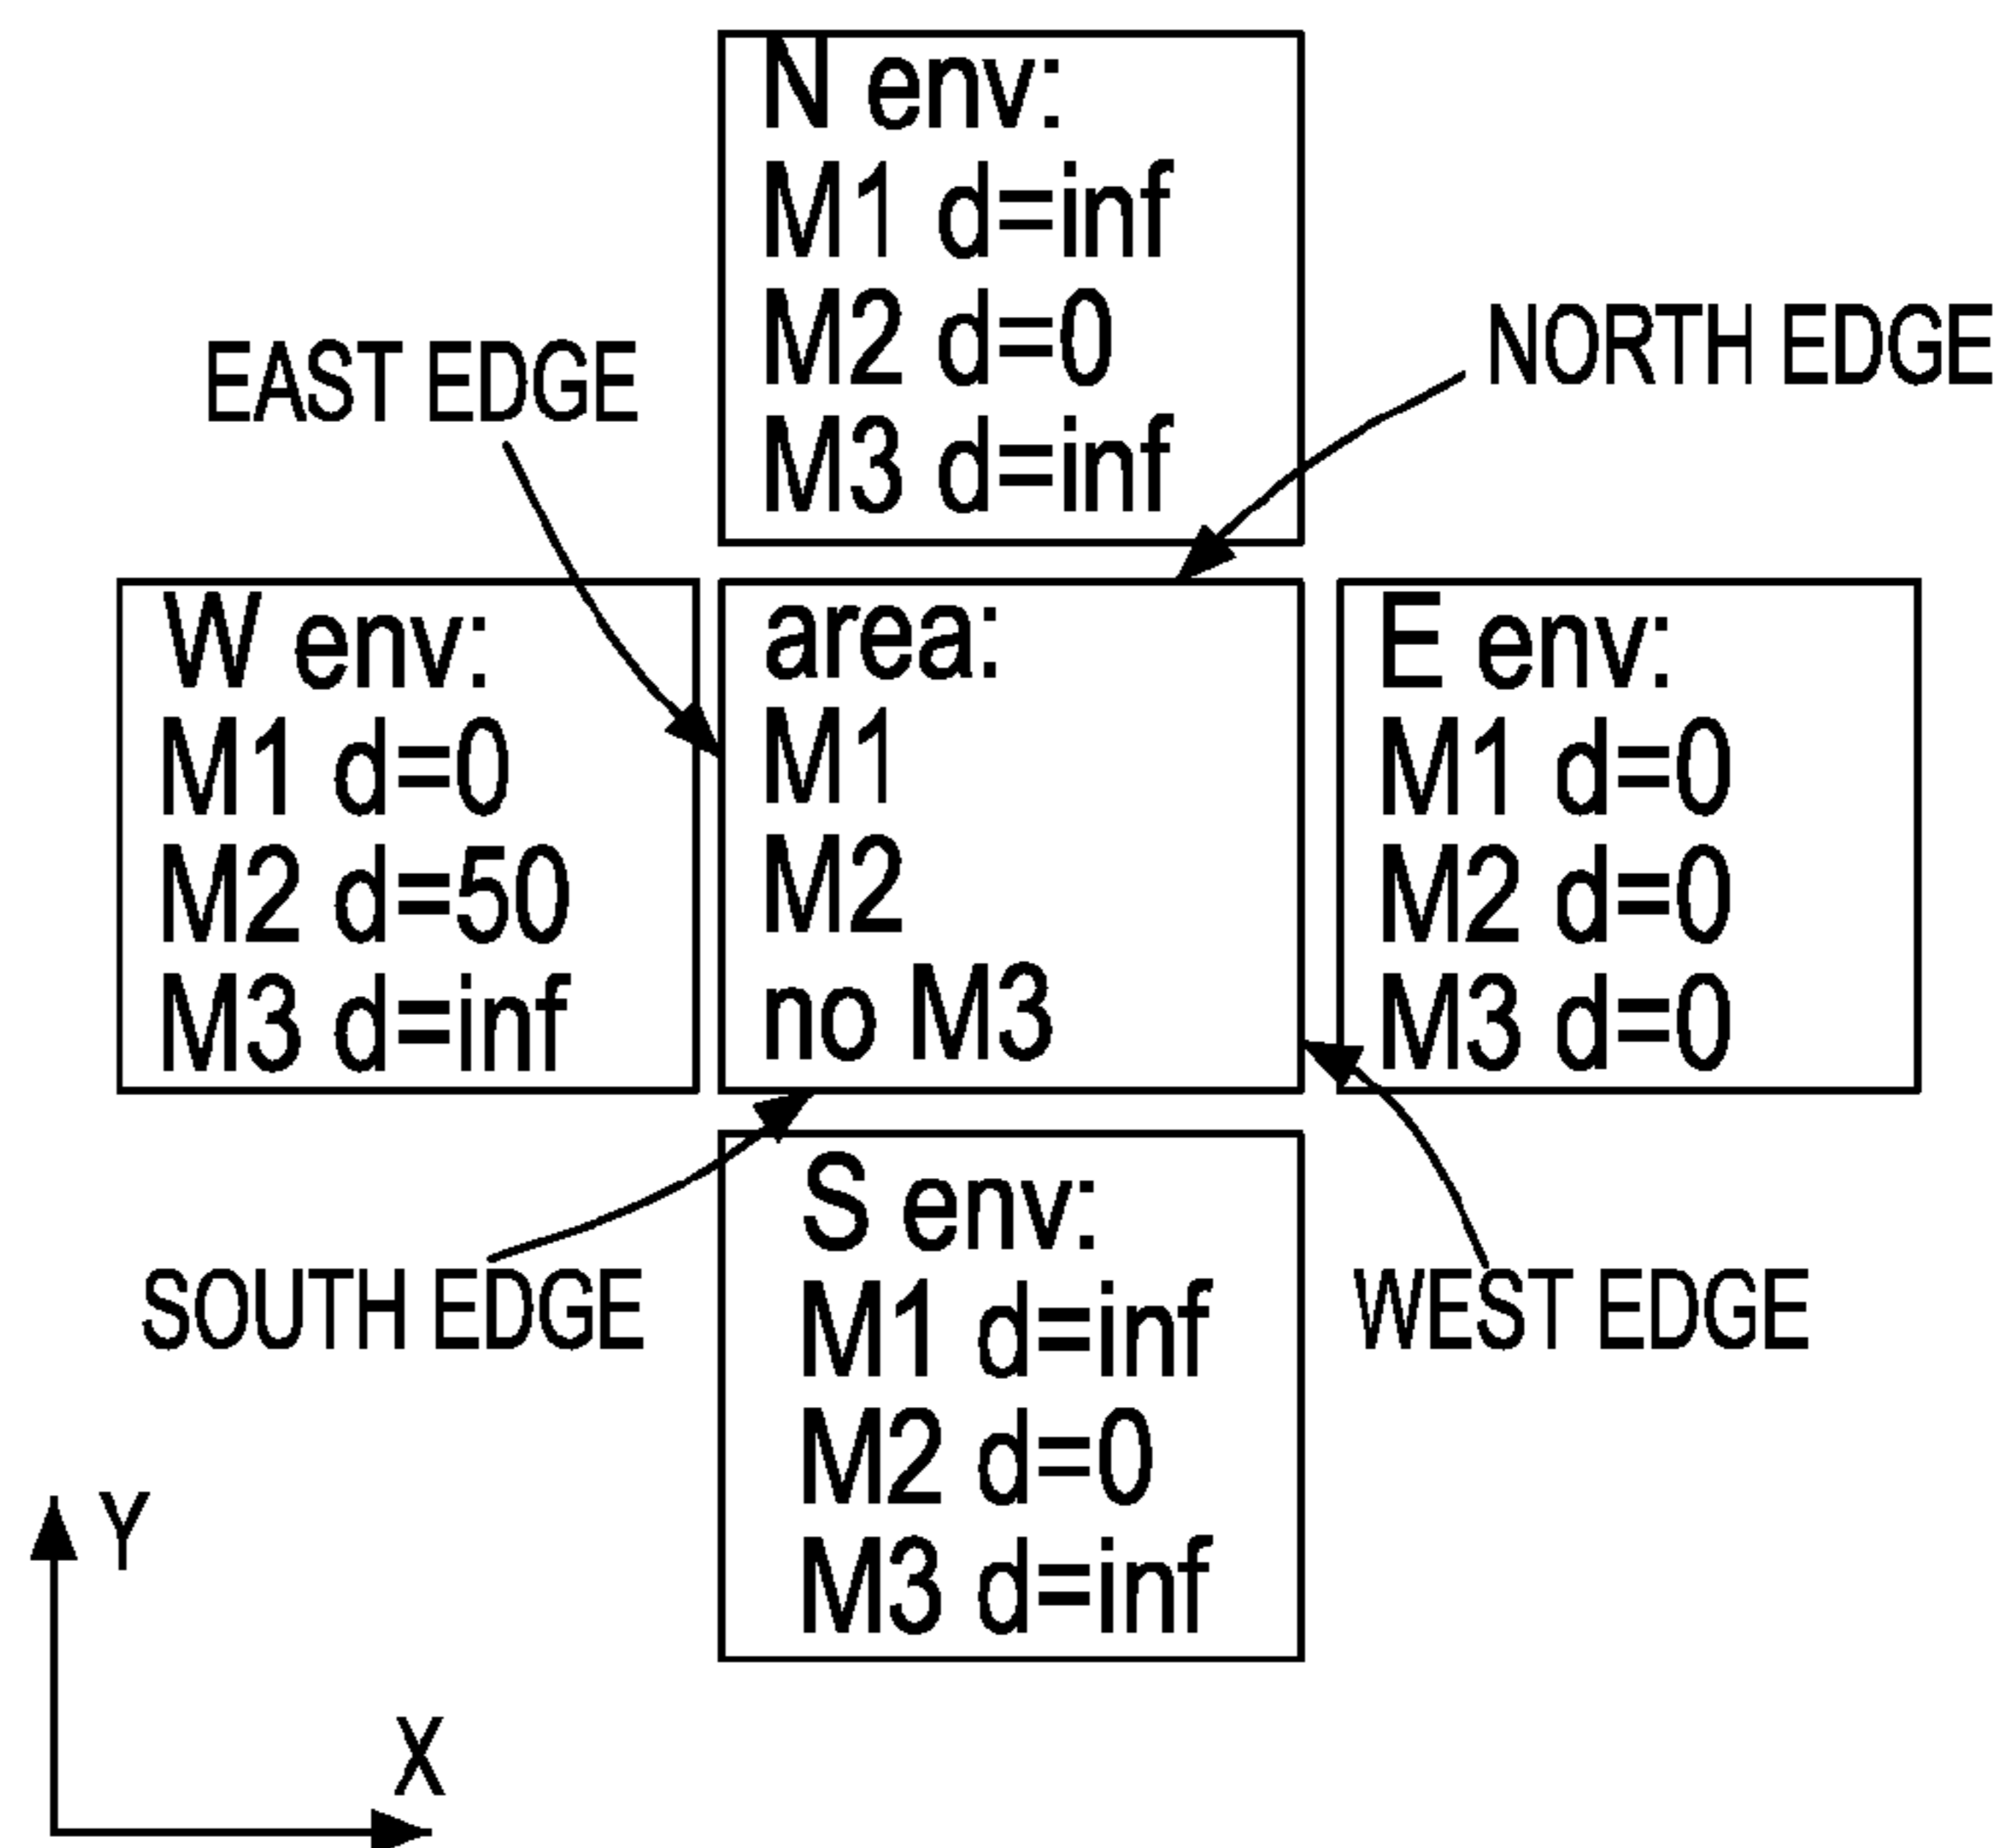 N env:
M1 d=inf
M2 d=0
M3 d=inf
EAST EDGE
NORTH EDGE
W env:
M1 d=0
M2 d=50
M3 d=inf
area:
M1
M2
no M3
E env:
M1 d=0
M2 d=0
M3 d=0
SOUTH EDGE
S env:
M1 d=inf
M2 d=0
M3 d=inf
WEST EDGE
Y
X